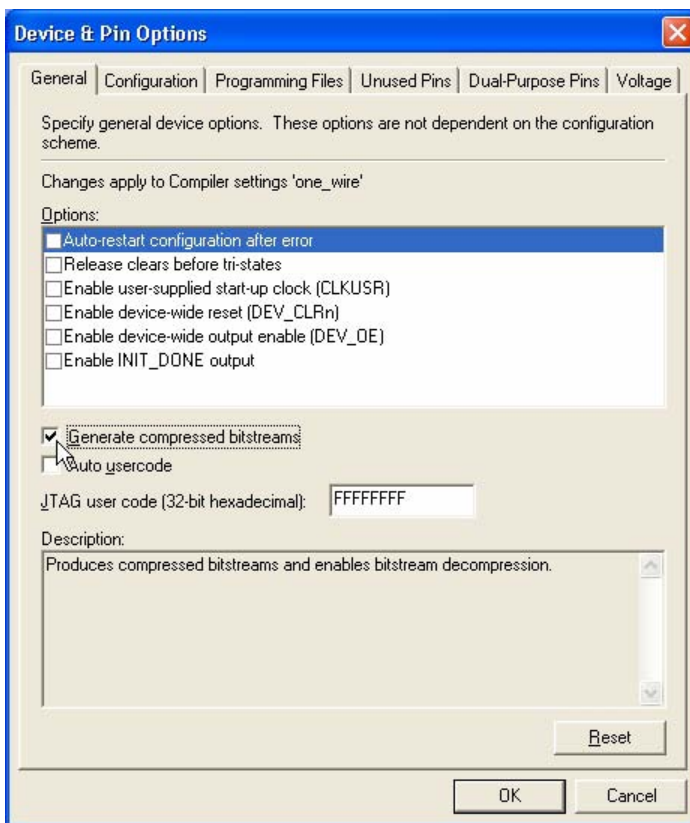 Device & Pin Options
General
Configuration
Programming Files
Unused Pins
Dual-Purpose Pins
Voltage
Specify general device options. These options are not dependent on the configuration
scheme.
Changes apply to Compiler settings 'one_wire'
Options:
Auto-restart configuration after error
Release clears before tri-states
Enable user-supplied start-up clock (CLKUSR)
Enable device-wide reset (DEV_CLRn)
Enable device-wide output enable (DEV_OE)
Enable INIT_DONE output
Generate compressed bitstreams
Auto usercode
JTAG user code (32-bit hexadecimal): FFFFFFFF
Description:
Produces compressed bitstreams and enables bitstream decompression.
Reset
OK
Cancel